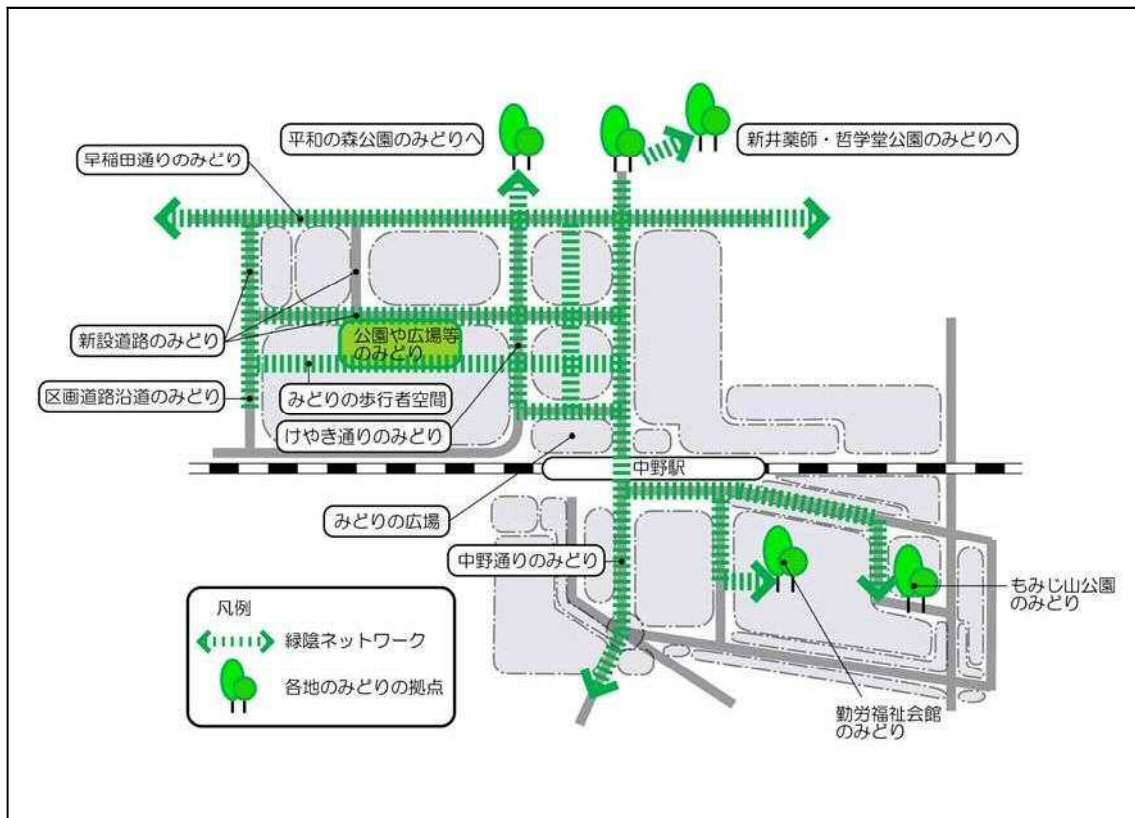 平和の森公園のみどりへ
新井薬師・哲学堂公園のみどりへ
早稲田通りのみどり
新設道路のみどり
公園や広場等
のみどり
区画道路沿道のみどり
みどりの歩行者空間
けやき通りのみどり
中野駅
みどりの広場
中野通りのみどり
もみじ山公園
のみどり
凡例
緑陰ネットワーク
各地のみどりの拠点
勤労福祉会館
のみどり